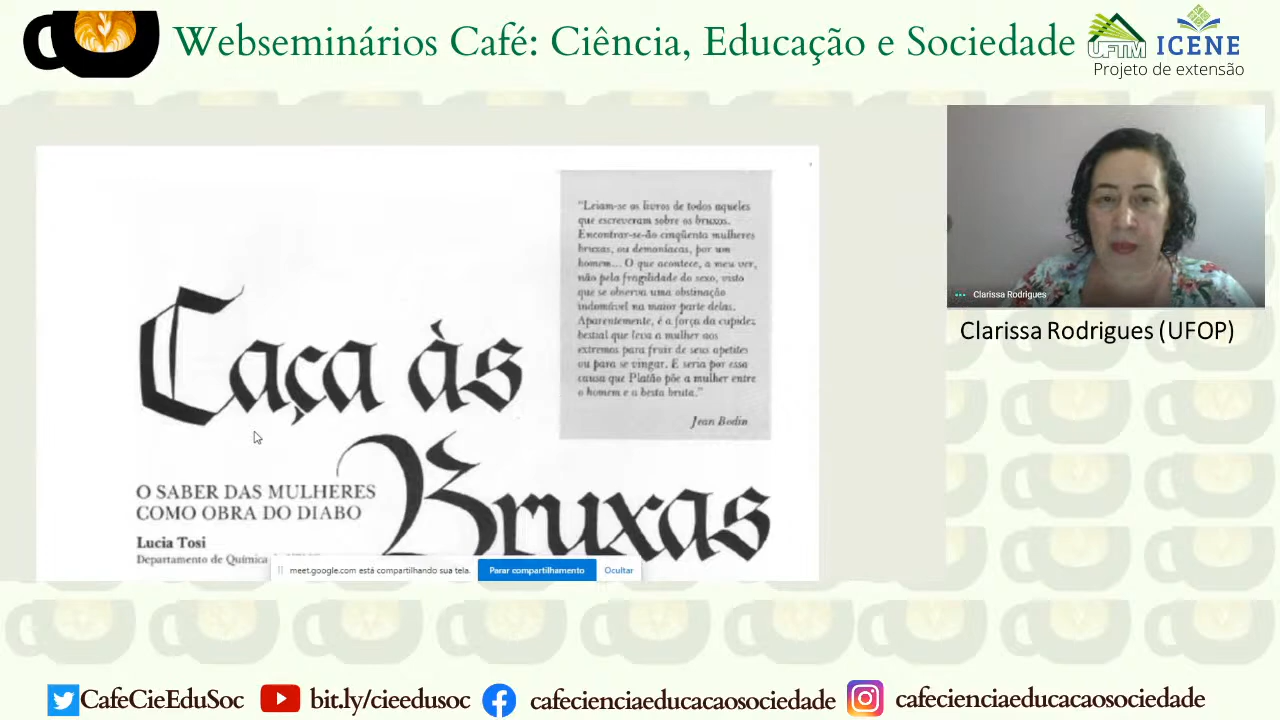 Webseminários Café: Ciência, Educação e Sociedade
UFTM ICENE
Projeto de extensão
"Leiam-se os livros de todos aqueles
que escreveram sobre os bruxos.
Encontrar-se-ão cinqüenta mulheres
bruxas, ou demoníacas, por um
homem... O que acontece, a meu ver,
não pela fragilidade do sexo, visto
que se observa uma obstinação
indomável na maior parte delas.
Aparentemente, é a força da cupidez
bestial que leva a mulher aos
extremos para fruir de seus apetites
ou para se vingar. E seria por essa
causa que Platão põe a mulher entre
o homem e a besta bruta."
Jean Bodin
Caça às
Bruxas
O SABER DAS MULHERES
COMO OBRA DO DIABO
Lucia Tosi
Departamento de Química
meet.google.com está compartilhando sua tela.
Parar compartilhamento
Ocultar
Clarissa Rodrigues
Clarissa Rodrigues (UFOP)
CafeCieEduSoc
bit.ly/cieedusoc
cafecienciaeducacaosociedade
cafecienciaeducacaosociedade